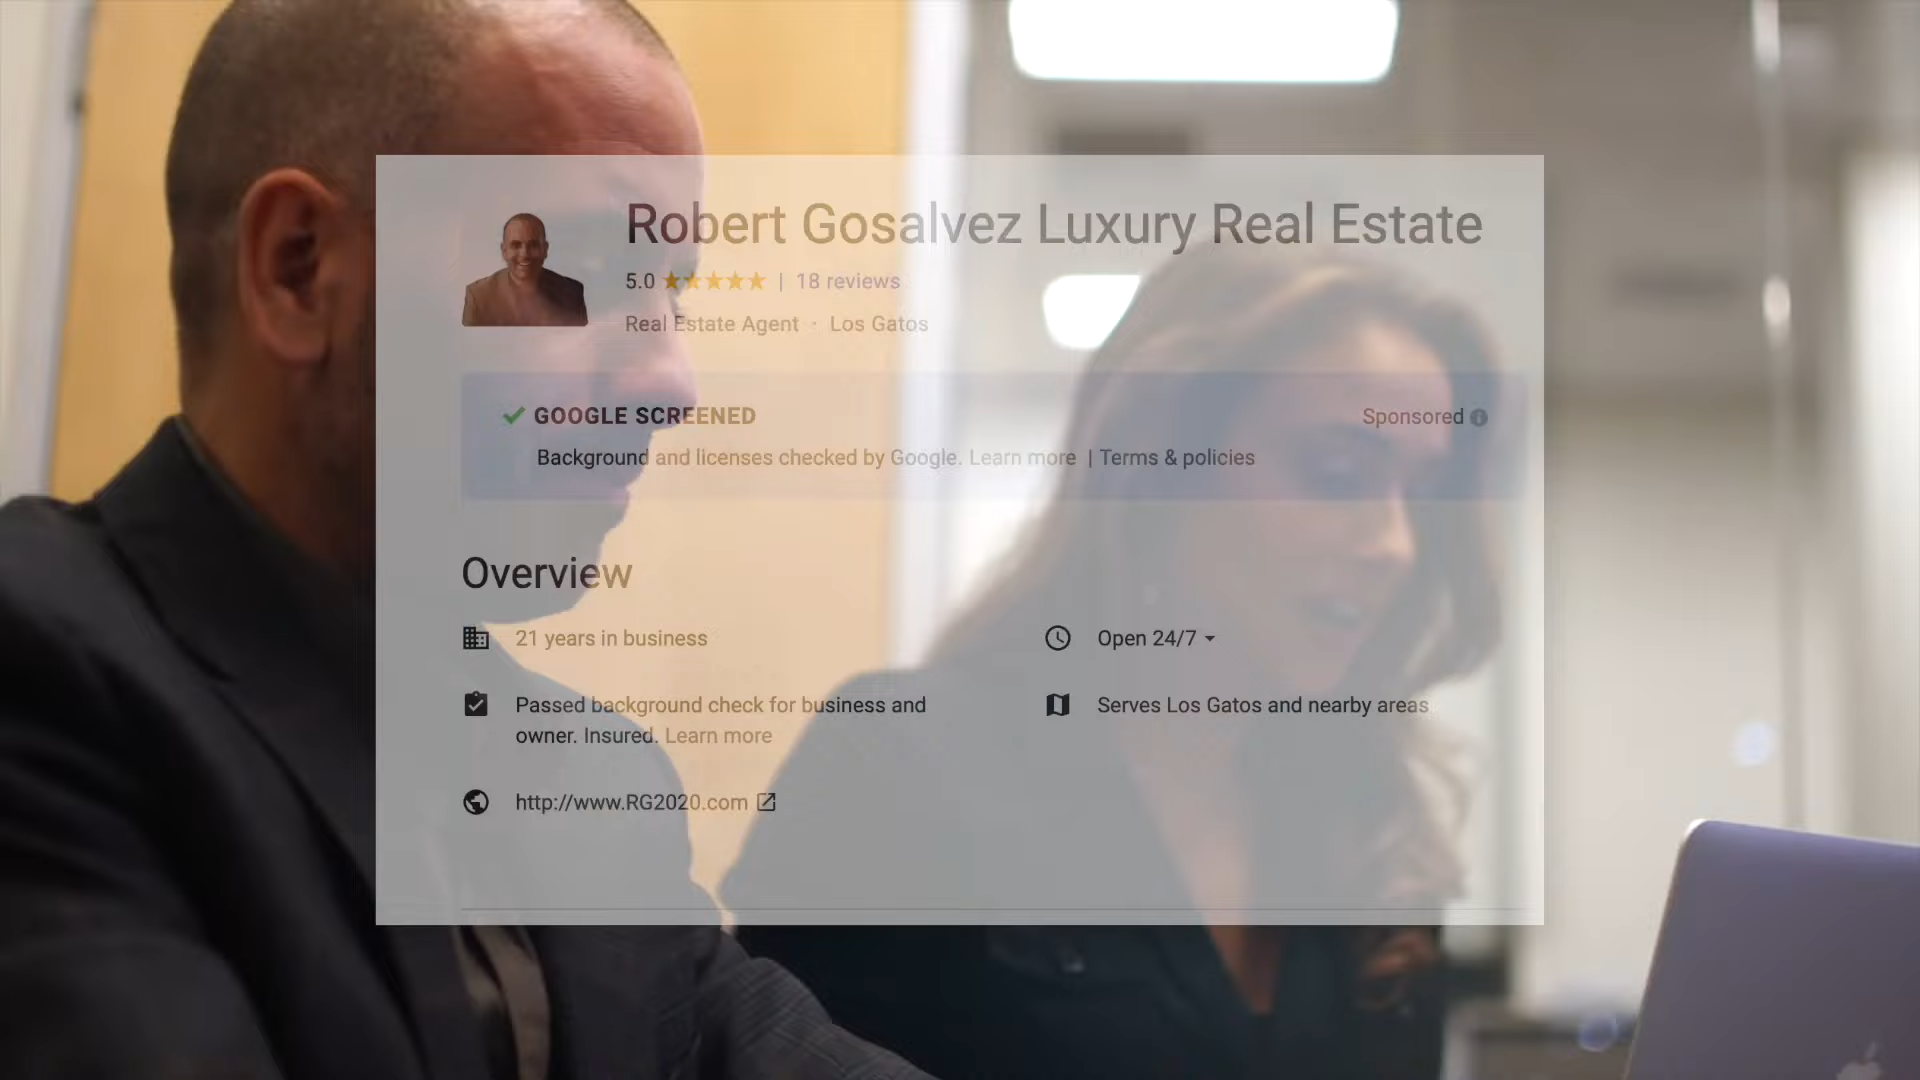 Robert Gosalvez Luxury Real Estate
5.0 ★★★★★ | 18 reviews
Real Estate Agent · Los Gatos
GOOGLE SCREENED
Sponsored
Background and licenses checked by Google. Learn more | Terms & policies
Overview
21 years in business
Open 24/7
Passed background check for business and
owner. Insured. Learn more
Serves Los Gatos and nearby areas
http://www.RG2020.com